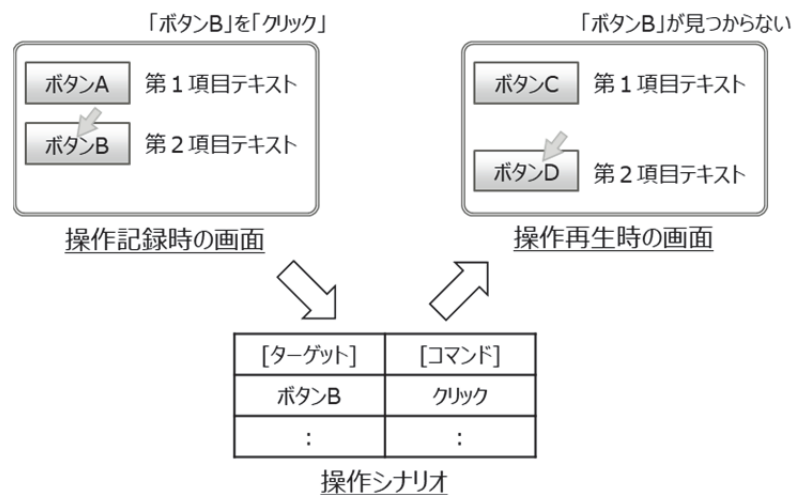 「ボタンB」を「クリック」
ボタンA 第1項目テキスト
ボタンB 第2項目テキスト
操作記録時の画面
「ボタンB」が見つからない
ボタンC 第1項目テキスト
ボタンD 第2項目テキスト
操作再生時の画面
[ターゲット] [コマンド]
ボタンB クリック
: :
操作シナリオ